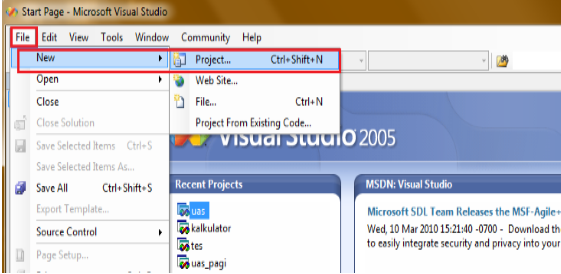 Start Page - Microsoft Visual Studio
File Edit View Tools Window Community Help
New
Project... Ctrl+Shift+N
Open
Web Site...
Close
File... Ctrl+N
Close Solution
Project From Existing Code...
Visual Studio 2005
Save Selected Items Ctrl+S
Save Selected Items As...
Save All Ctrl+Shift+S
Export Template...
Source Control
Page Setup...
Recent Projects
uas
kalkulator
tes
uas_pagi
MSDN: Visual Studio
Microsoft SDL Team Releases the MSF-Agile+
Wed, 10 Mar 2010 15:21:40 -0700 - Download th
to easily integrate security and privacy into your